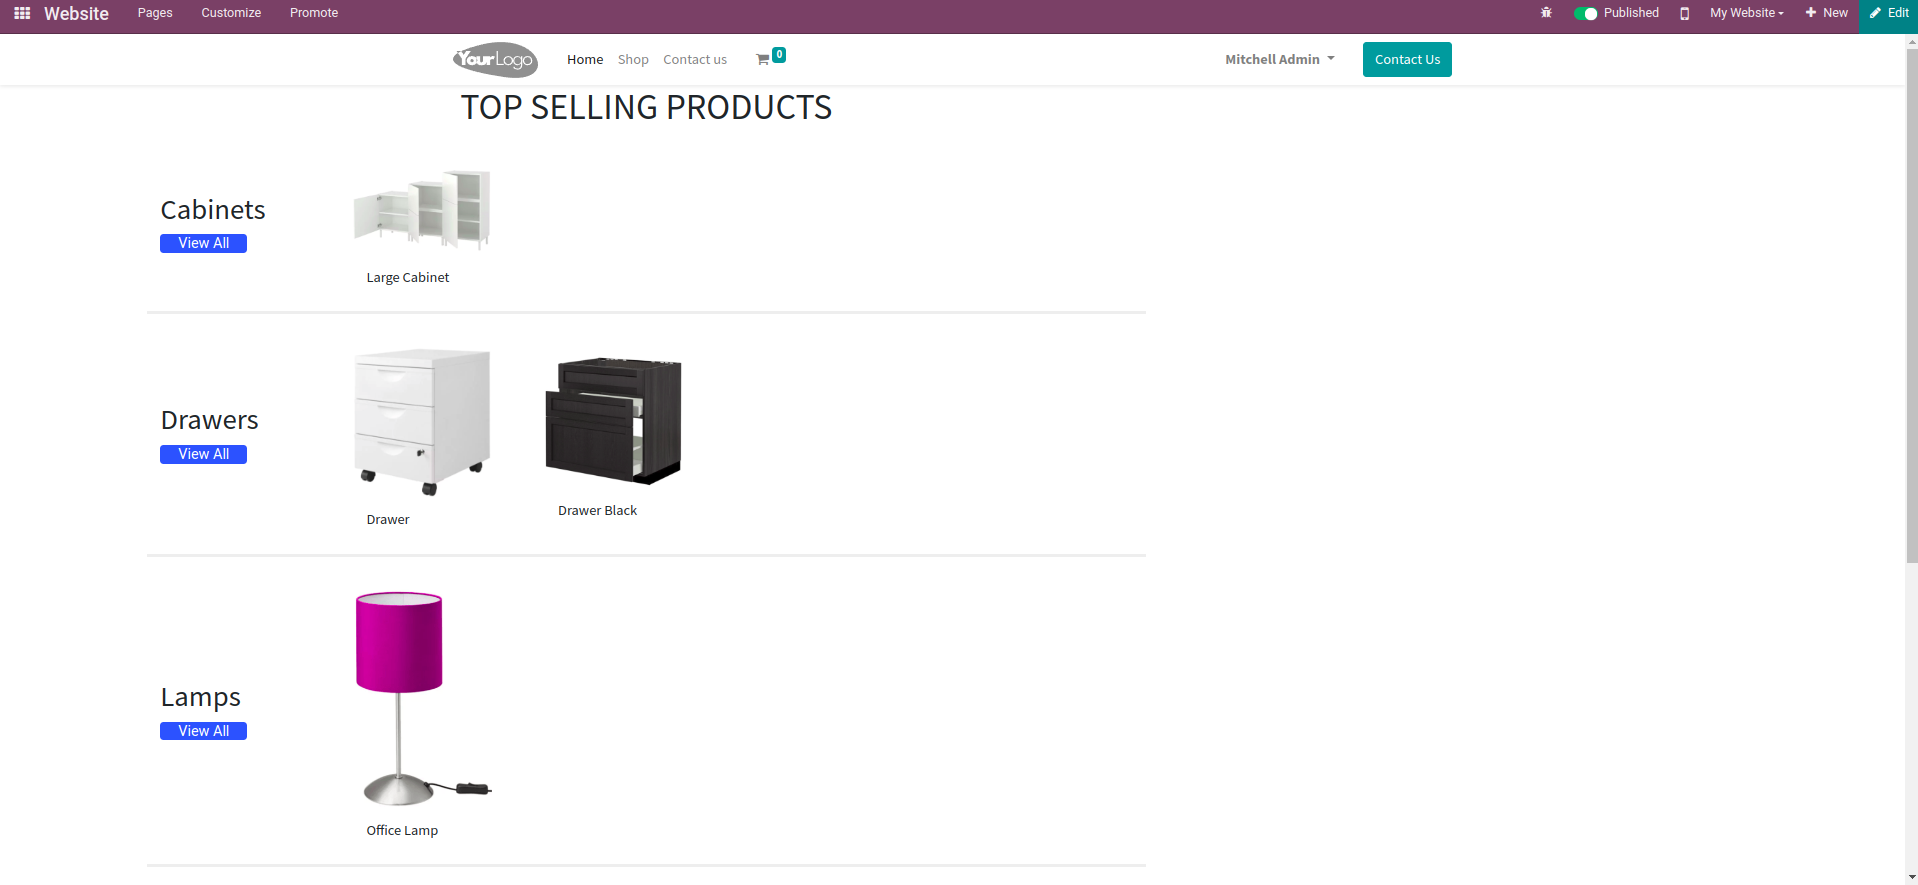 Website Pages Customize Promote Published My Website New Edit
YourLogo Home Shop Contact us 0 Mitchell Admin Contact Us
TOP SELLING PRODUCTS
Cabinets
View All
Large Cabinet
Drawers
View All
Drawer
Drawer Black
Lamps
View All
Office Lamp